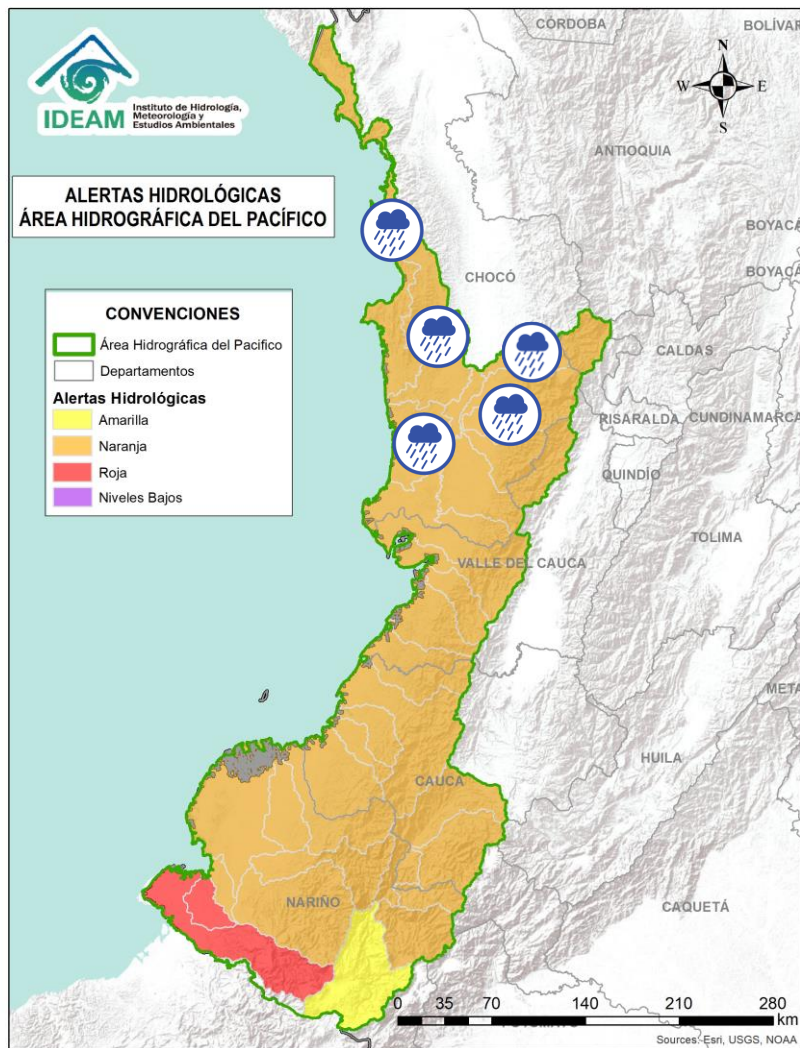 CÓRDOBA
BOLÍVAR
N
W
E
S
IDEAM
Instituto de Hidrología,
Meteorología y
Estudios Ambientales
ANTIOQUIA
ALERTAS HIDROLÓGICAS
ÁREA HIDROGRÁFICA DEL PACÍFICO
BOYACÁ
BOYACÁ
CHOCÓ
CONVENCIONES
Área Hidrográfica del Pacifico
Departamentos
Alertas Hidrológicas
Amarilla
Naranja
Roja
Niveles Bajos
CALDAS
RISARALDA
CUNDINAMARCA
QUINDÍO
TOLIMA
VALLE DEL CAUCA
META
HUILA
CAUCA
NARIÑO
CAQUETÁ
0 35 70 140 210 280
km
Sources: Esri, USGS, NOAA